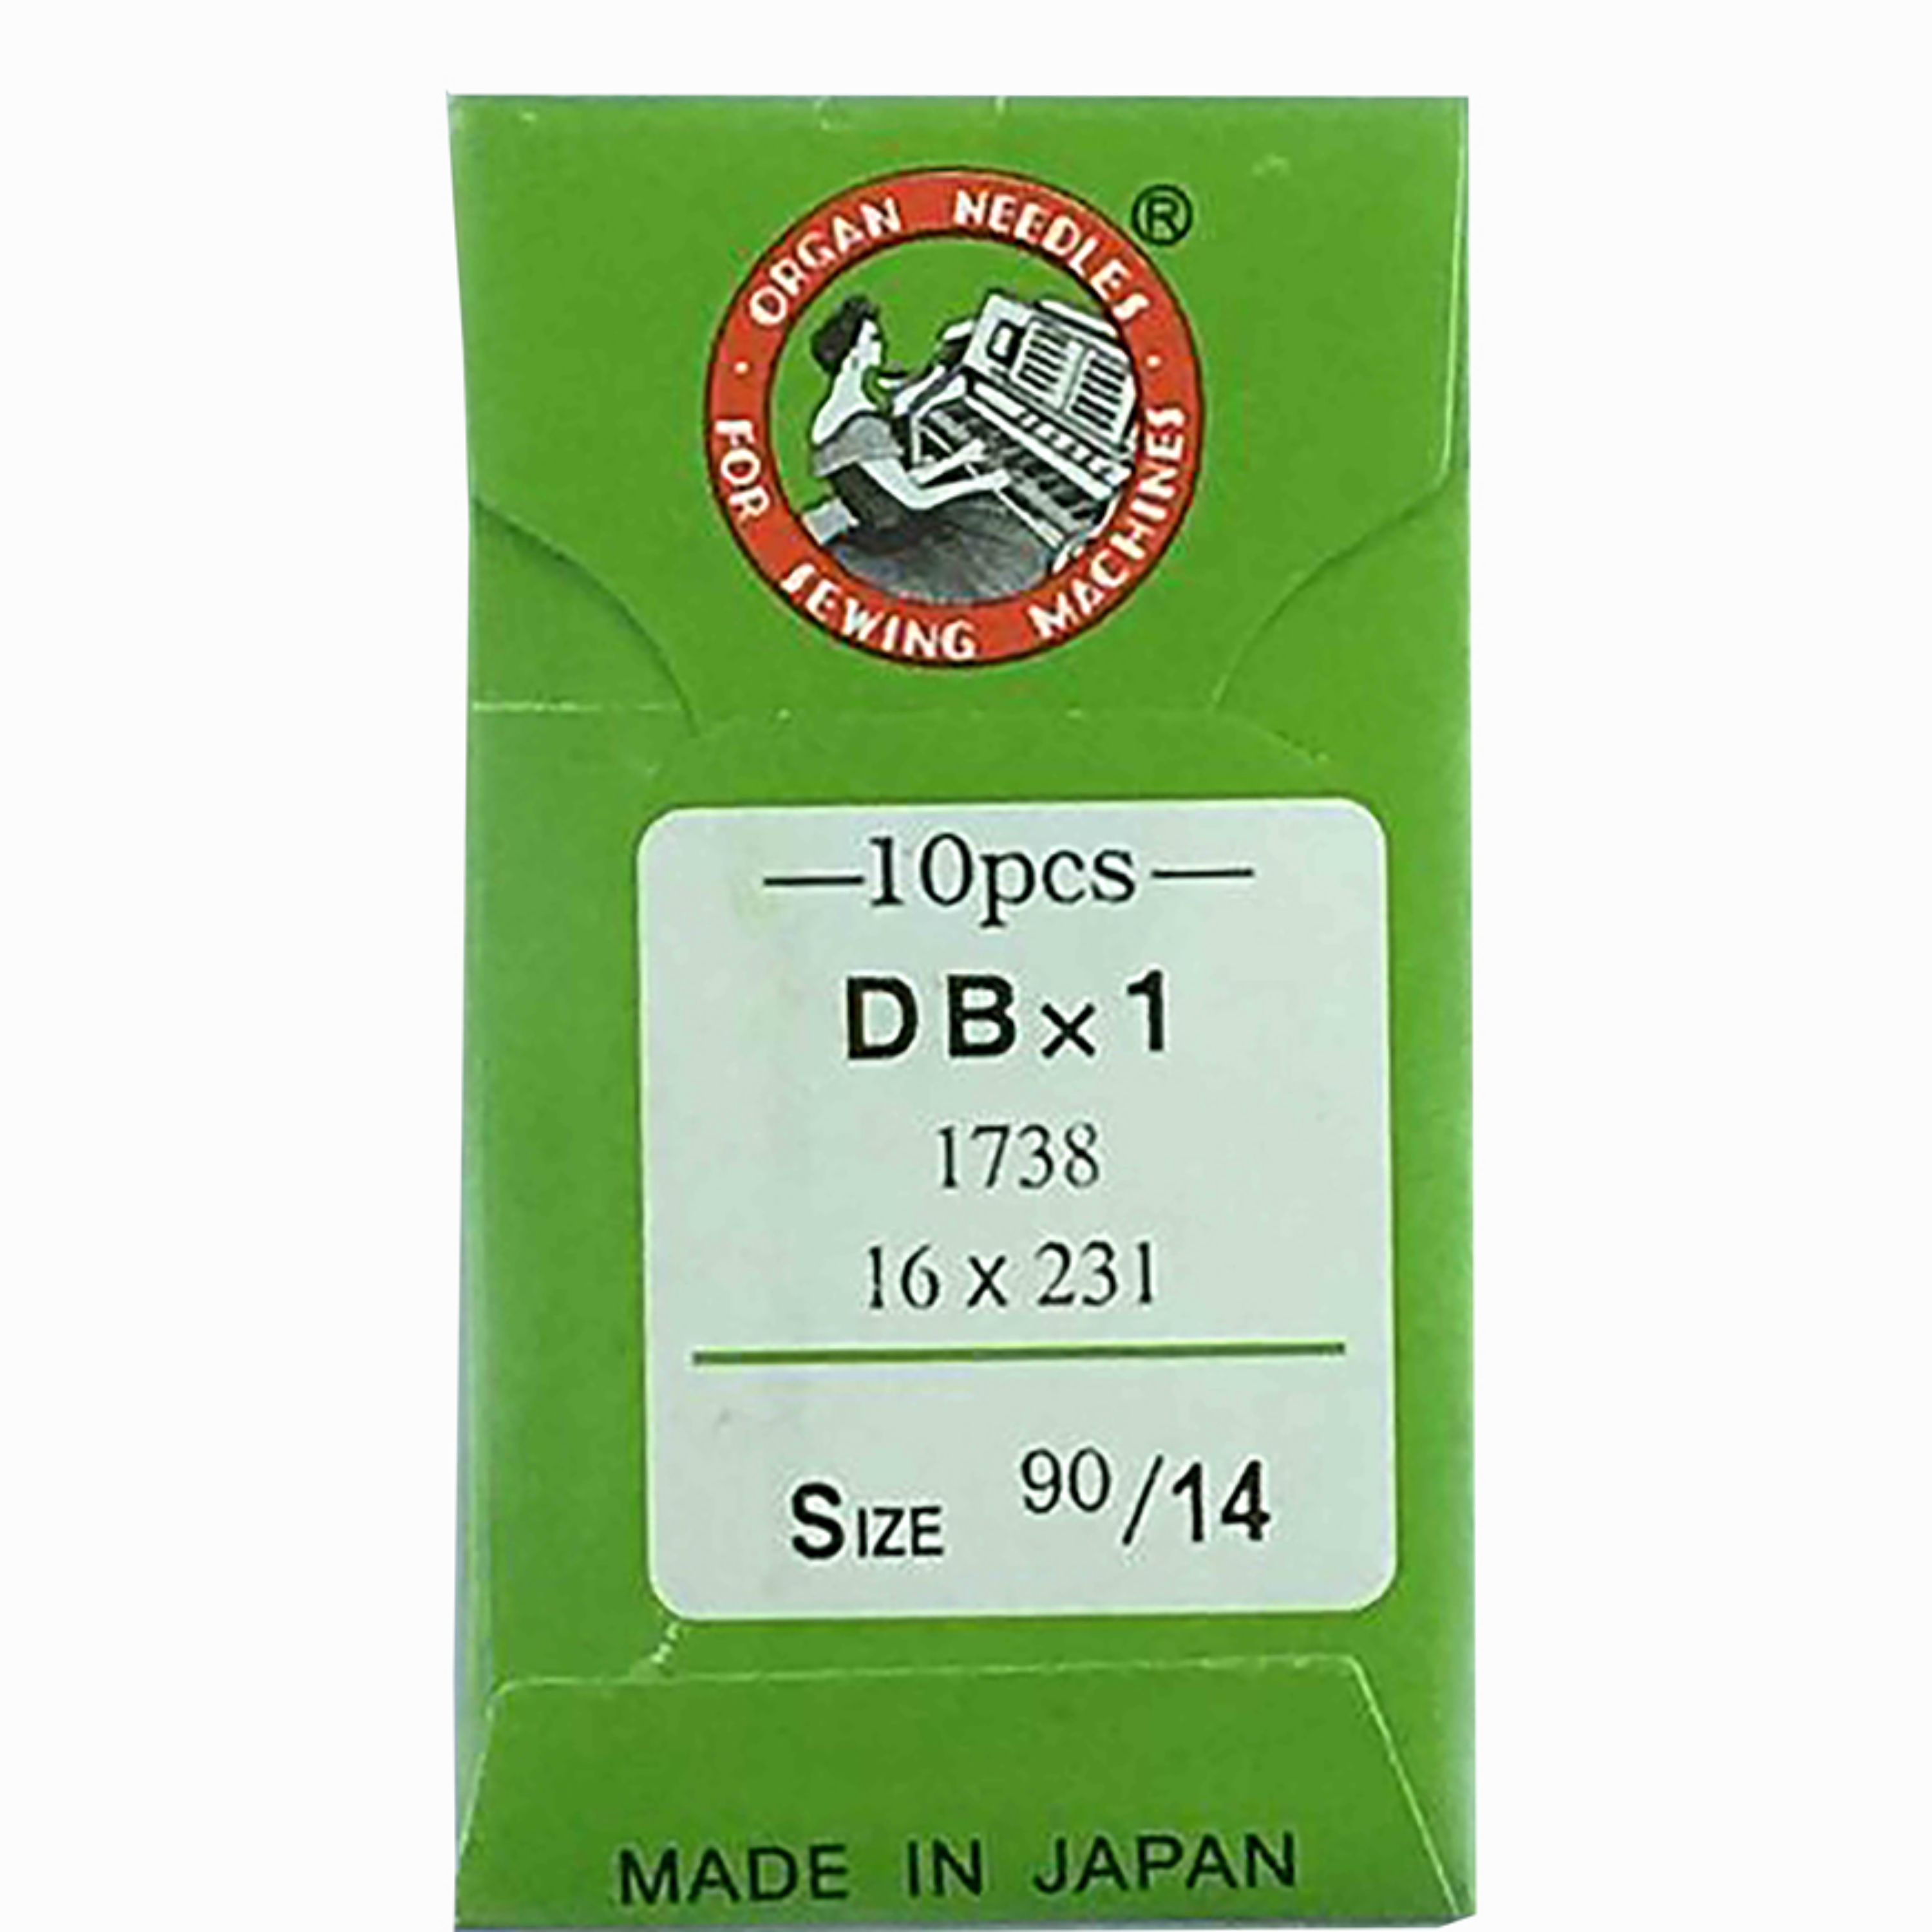 ORGAN NEEDLES ®
· FOR SEWING MACHINES ·
—10pcs—
DB×1
1738
16 x 231
SIZE 90/14
MADE IN JAPAN